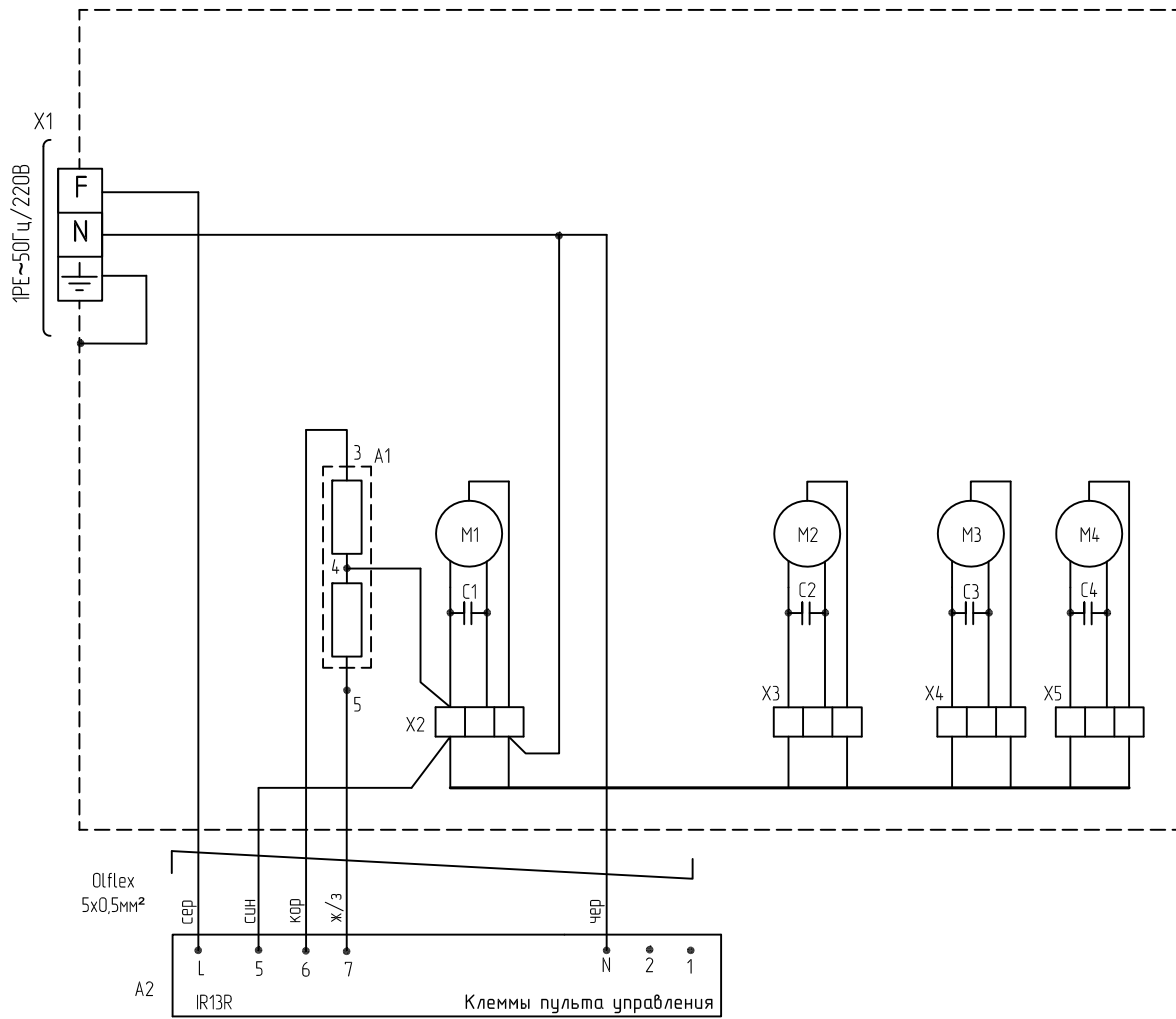 X1
1PE~50Гц/220В
F
N
3
A1
4
5
M1
C1
X2
M2
C2
X3
M3
C3
X4
M4
C4
X5
Olflex
5x0,5мм²
сер
син
кор
ж/з
чер
L
5
6
7
N
2
1
A2
IR13R
Клеммы пульта управления